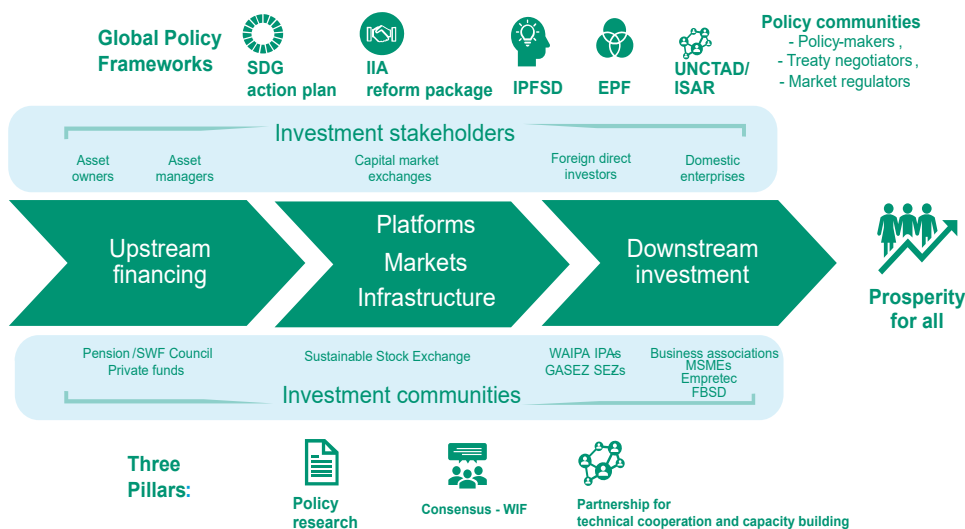 Global Policy
Frameworks
SDG
action plan
IIA
reform package
IPFSD
EPF
UNCTAD/
ISAR
Policy communities
- Policy-makers ,
- Treaty negotiators ,
- Market regulators
Investment stakeholders
Asset
owners
Asset
managers
Capital market
exchanges
Foreign direct
investors
Domestic
enterprises
Upstream
financing
Platforms
Markets
Infrastructure
Downstream
investment
Prosperity
for all
Pension /SWF Council
Private funds
Sustainable Stock Exchange
WAIPA IPAs
GASEZ SEZs
Business associations
MSMEs
Empretec
FBSD
Investment communities
Three
Pillars:
Policy
research
Consensus - WIF
Partnership for
technical cooperation and capacity building